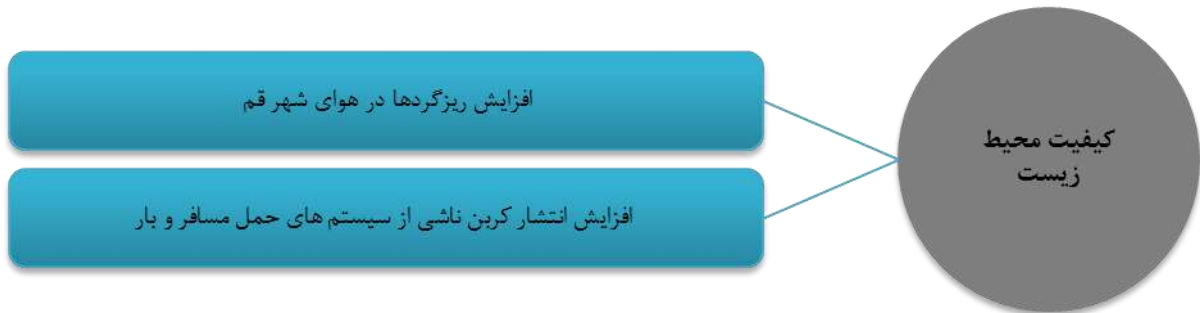 کیفیت محیط
زیست
افزایش ریزگردها در هوای شهر قم
افزایش انتشار کربن ناشی از سیستم های حمل مسافر و بار